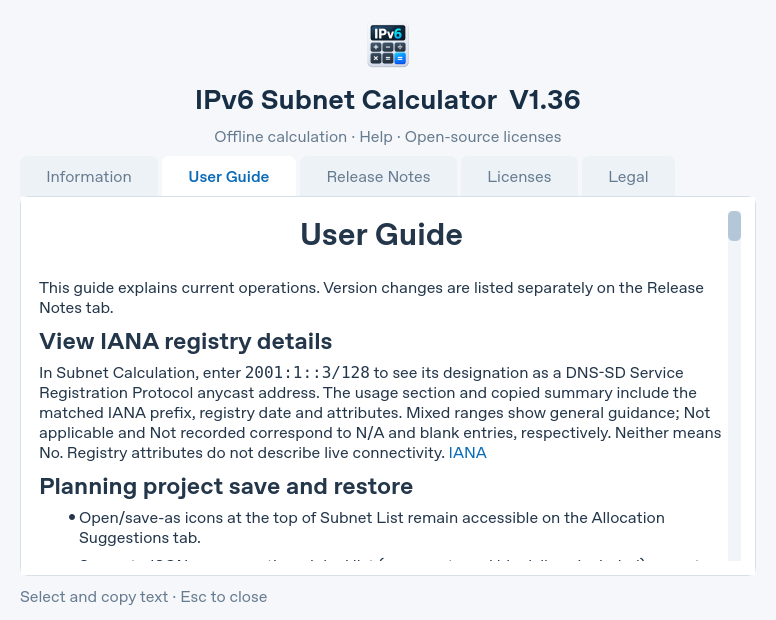 IPv6
IPv6 Subnet Calculator V1.36
Offline calculation · Help · Open-source licenses
Information
User Guide
Release Notes
Licenses
Legal
User Guide
This guide explains current operations. Version changes are listed separately on the Release
Notes tab.
View IANA registry details
In Subnet Calculation, enter 2001:1::3/128 to see its designation as a DNS-SD Service
Registration Protocol anycast address. The usage section and copied summary include the
matched IANA prefix, registry date and attributes. Mixed ranges show general guidance; Not
applicable and Not recorded correspond to N/A and blank entries, respectively. Neither means
No. Registry attributes do not describe live connectivity. IANA
Planning project save and restore
• Open/save-as icons at the top of Subnet List remain accessible on the Allocation
Suggestions tab.
Select and copy text · Esc to close